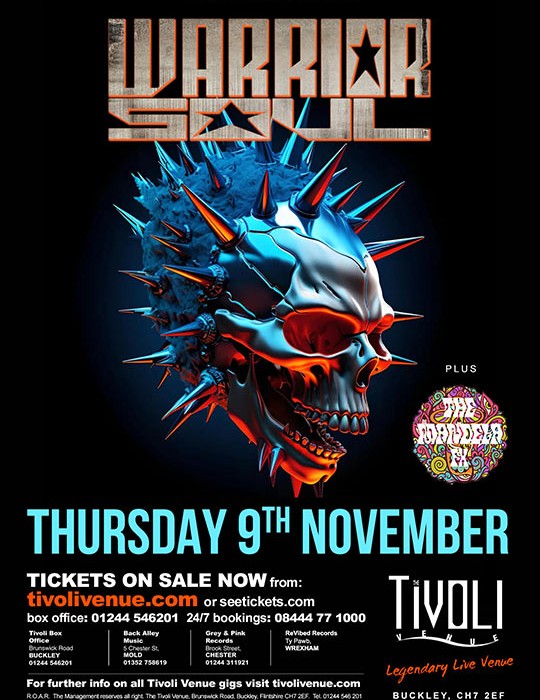 WARRIOR
SOUL
PLUS
THE
MANDELA
FX
THURSDAY 9TH NOVEMBER
TICKETS ON SALE NOW from:
tivolivenue.com or seetickets.com
box office: 01244 546201 24/7 bookings: 08444 77 1000
Tivoli Box
Office
Brunswick Road
BUCKLEY
01244 546201
Back Alley
Music
5 Chester St,
MOLD
01352 758619
Grey & Pink
Records
Brook Street,
CHESTER
01244 311921
ReVibed Records
Ty Pawb,
WREXHAM
For further info on all Tivoli Venue gigs visit tivolivenue.com
R.O.A.R. The Management reserves all right. The Tivoli Venue, Brunswick Road, Buckley, Flintshire CH7 2EF. Tel: 01244 546 201
THE
TiVOLI
VENUE
Legendary Live Venue
BUCKLEY, CH7 2EF